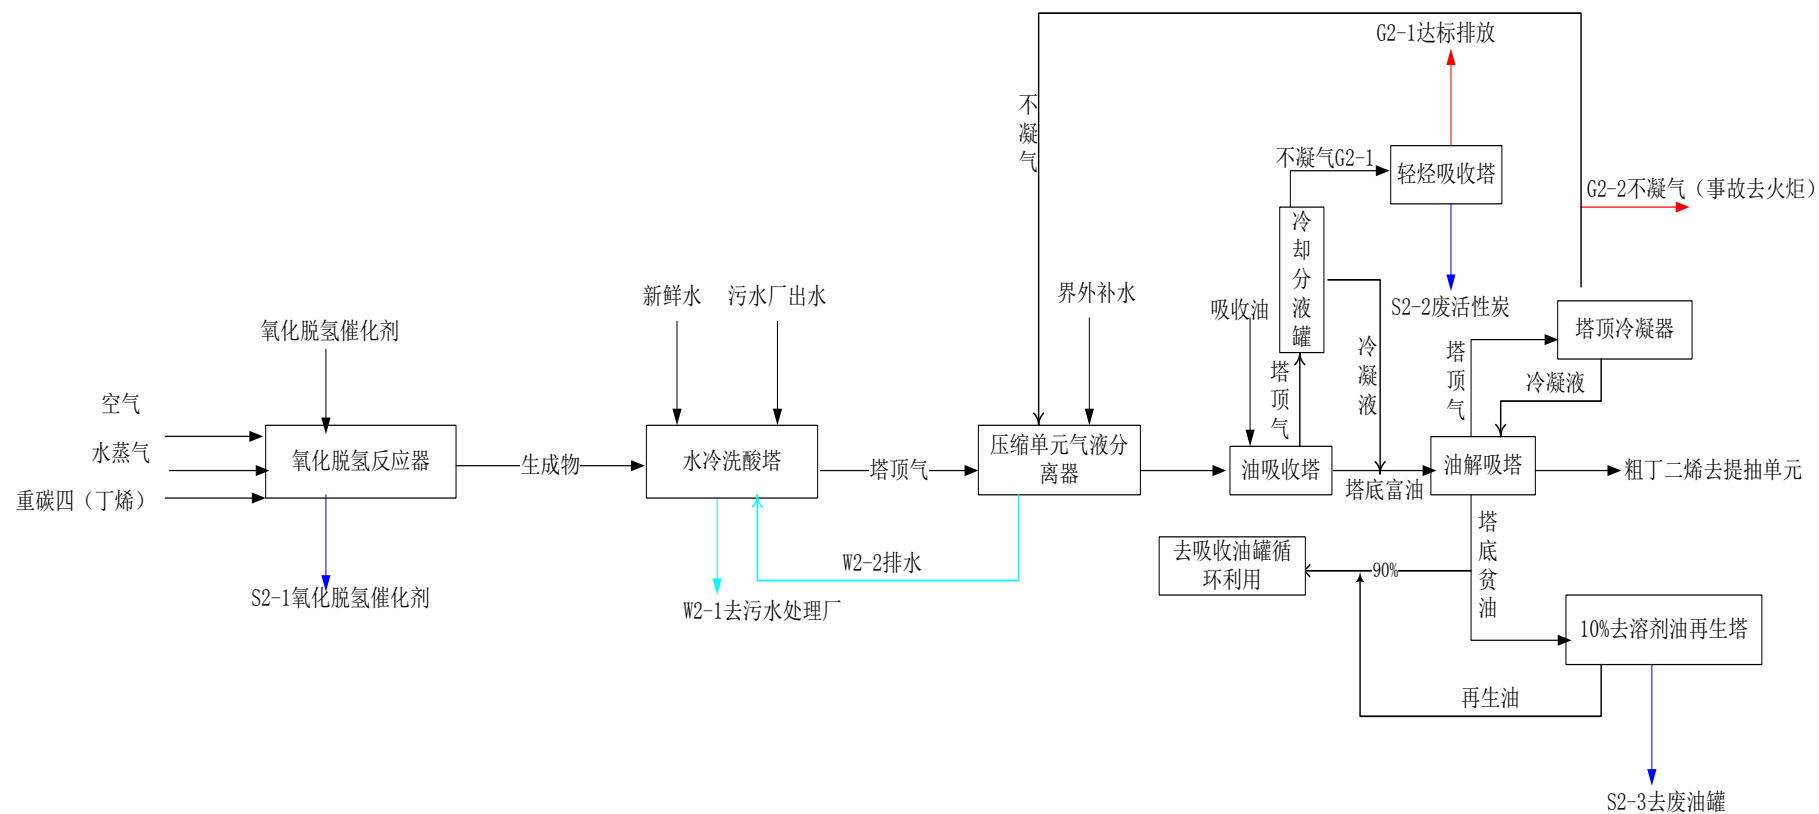 G2-1达标排放
不凝气
不凝气G2-1
轻烃吸收塔
G2-2不凝气（事故去火炬）
冷却分液罐
新鲜水
污水厂出水
界外补水
吸收油
S2-2废活性炭
氧化脱氢催化剂
塔顶气
冷凝液
塔顶气
塔顶冷凝器
冷凝液
空气
水蒸气
重碳四（丁烯）
氧化脱氢反应器
生成物
水冷洗酸塔
塔顶气
压缩单元气液分
离器
油吸收塔
塔底富油
油解吸塔
粗丁二烯去提抽单元
S2-1氧化脱氢催化剂
W2-1去污水处理厂
W2-2排水
去吸收油罐循
环利用
90%
塔底贫油
10%去溶剂油再生塔
再生油
S2-3去废油罐